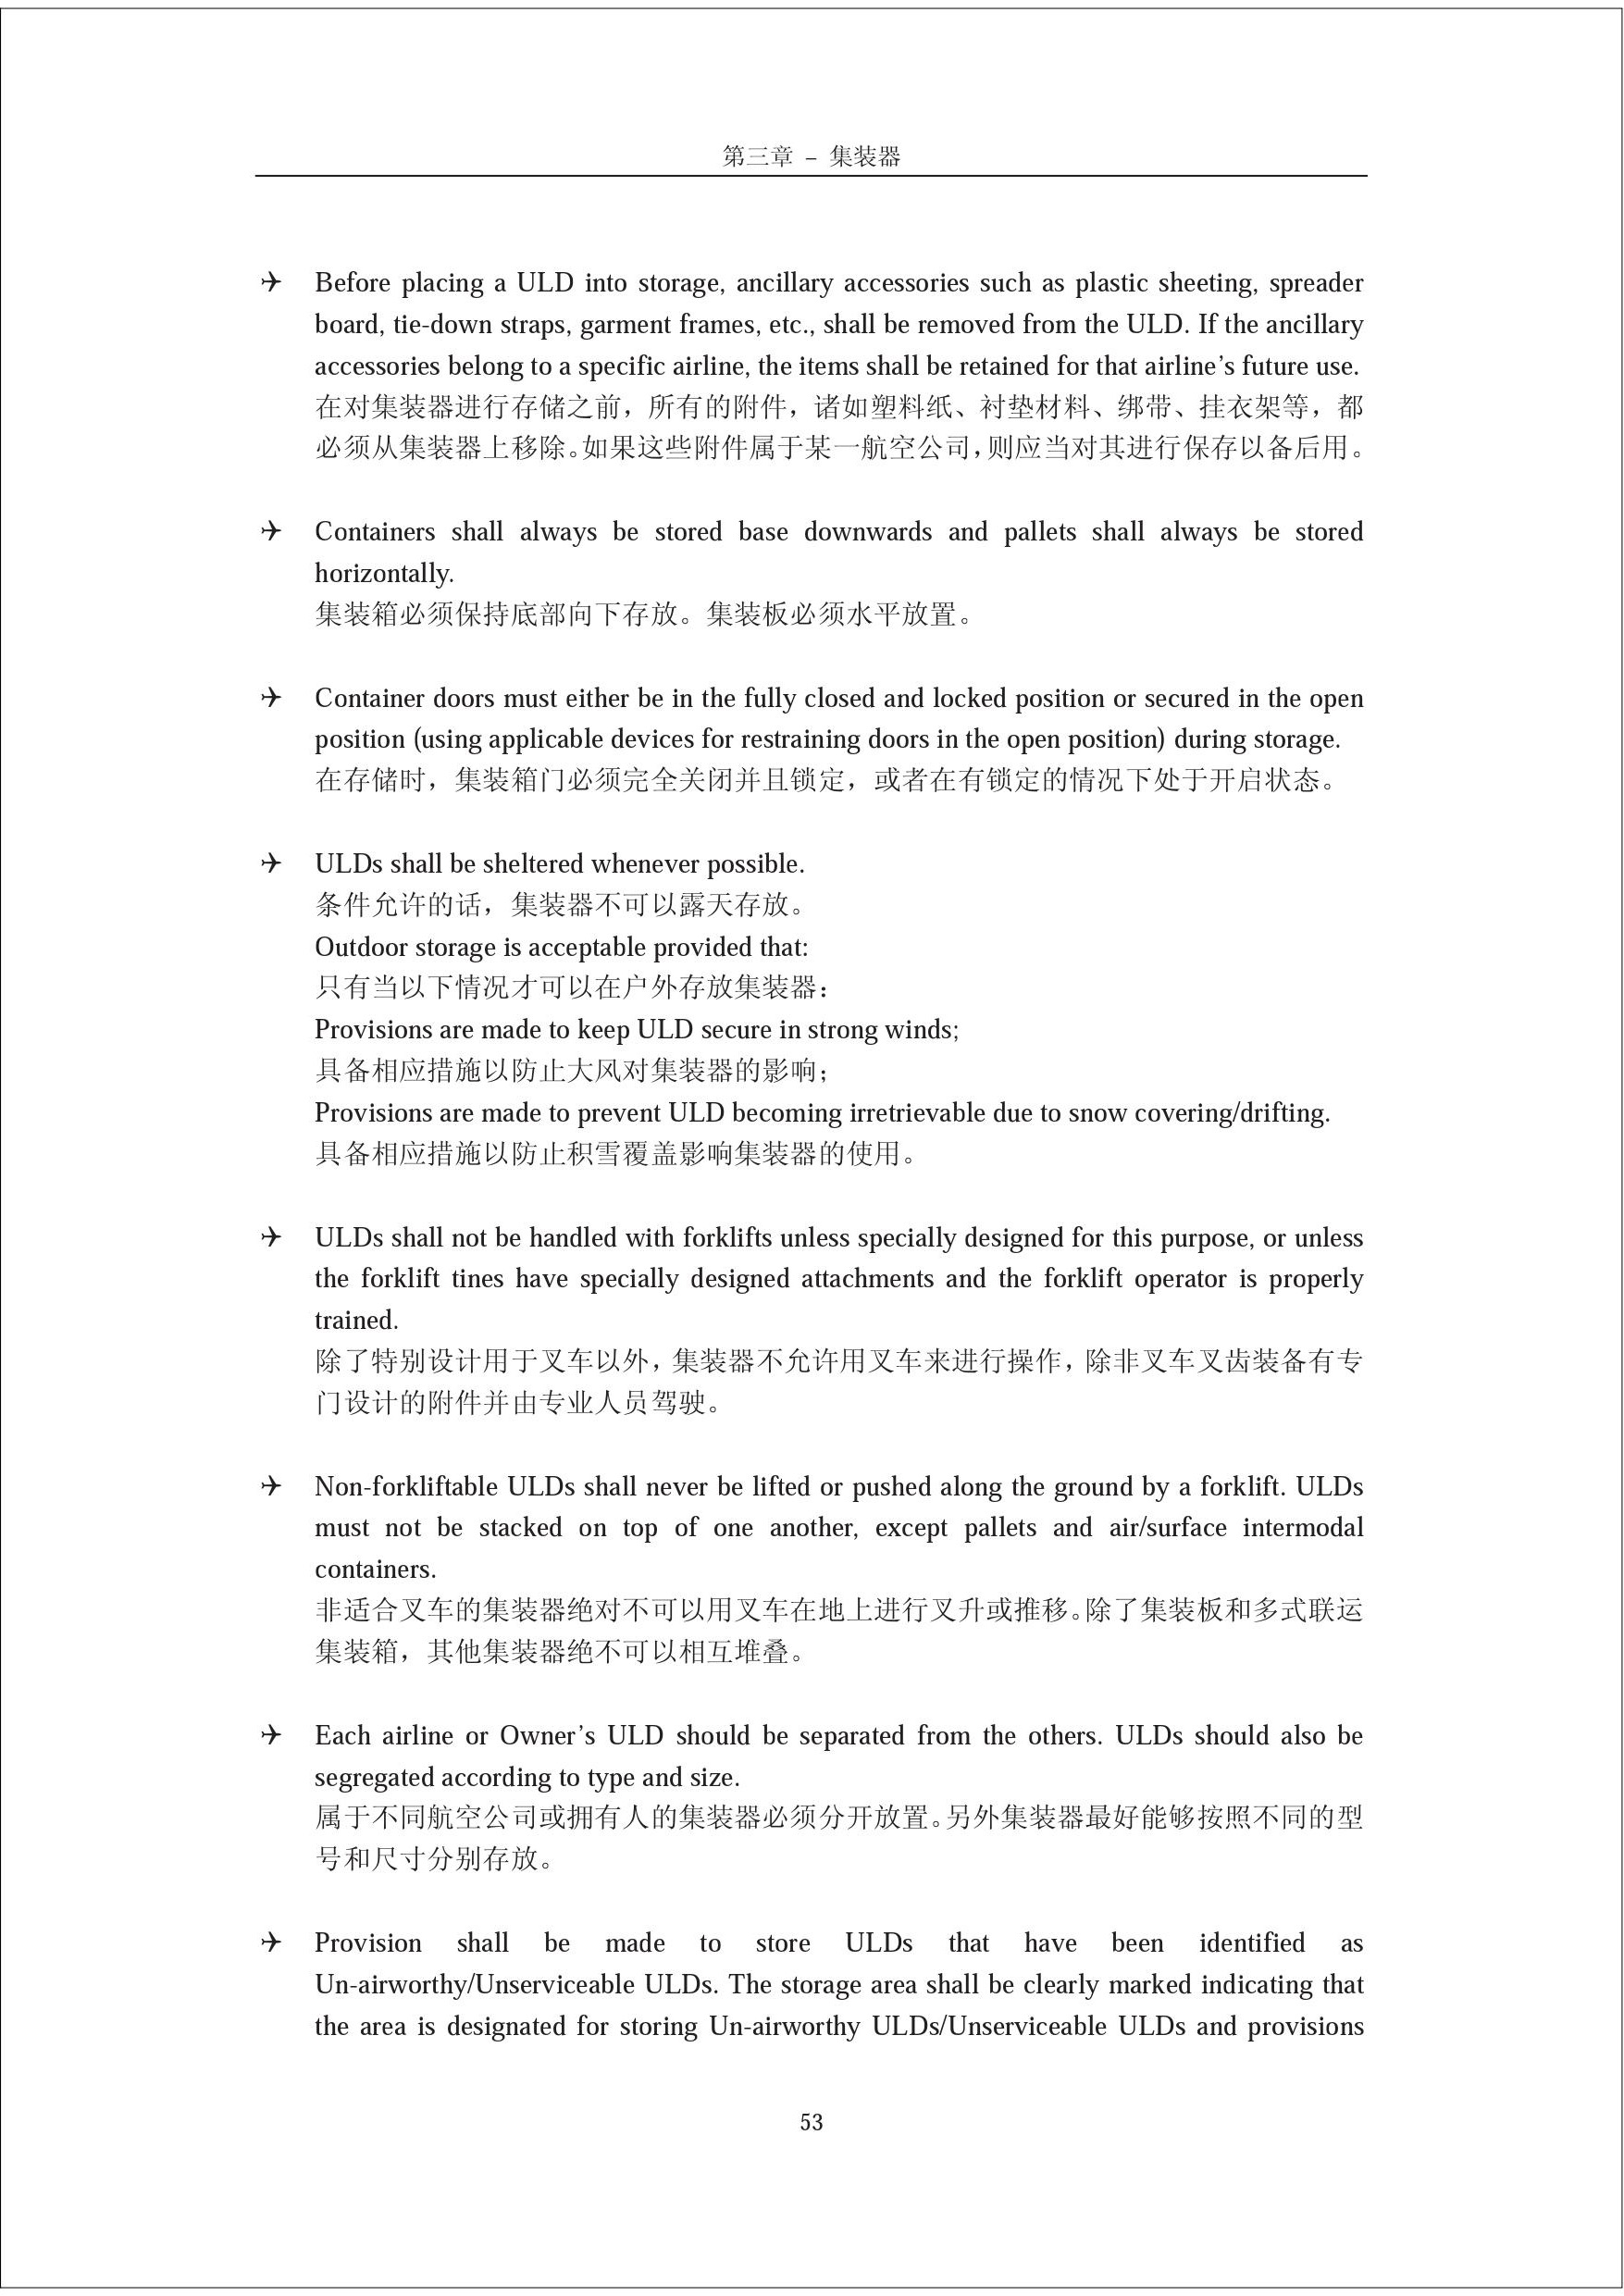 第三章 – 集装器
✈ Before placing a ULD into storage, ancillary accessories such as plastic sheeting, spreader
board, tie-down straps, garment frames, etc., shall be removed from the ULD. If the ancillary
accessories belong to a specific airline, the items shall be retained for that airline’s future use.
在对集装器进行存储之前，所有的附件，诸如塑料纸、衬垫材料、绑带、挂衣架等，都
必须从集装器上移除。如果这些附件属于某一航空公司，则应当对其进行保存以备后用。
✈ Containers shall always be stored base downwards and pallets shall always be stored
horizontally.
集装箱必须保持底部向下存放。集装板必须水平放置。
✈ Container doors must either be in the fully closed and locked position or secured in the open
position (using applicable devices for restraining doors in the open position) during storage.
在存储时，集装箱门必须完全关闭并且锁定，或者在有锁定的情况下处于开启状态。
✈ ULDs shall be sheltered whenever possible.
条件允许的话，集装器不可以露天存放。
Outdoor storage is acceptable provided that:
只有当以下情况才可以在户外存放集装器：
Provisions are made to keep ULD secure in strong winds;
具备相应措施以防止大风对集装器的影响；
Provisions are made to prevent ULD becoming irretrievable due to snow covering/drifting.
具备相应措施以防止积雪覆盖影响集装器的使用。
✈ ULDs shall not be handled with forklifts unless specially designed for this purpose, or unless
the forklift tines have specially designed attachments and the forklift operator is properly
trained.
除了特别设计用于叉车以外，集装器不允许用叉车来进行操作，除非叉车叉齿装备有专
门设计的附件并由专业人员驾驶。
✈ Non-forkliftable ULDs shall never be lifted or pushed along the ground by a forklift. ULDs
must not be stacked on top of one another, except pallets and air/surface intermodal
containers.
非适合叉车的集装器绝对不可以用叉车在地上进行叉升或推移。除了集装板和多式联运
集装箱，其他集装器绝不可以相互堆叠。
✈ Each airline or Owner’s ULD should be separated from the others. ULDs should also be
segregated according to type and size.
属于不同航空公司或拥有人的集装器必须分开放置。另外集装器最好能够按照不同的型
号和尺寸分别存放。
✈ Provision shall be made to store ULDs that have been identified as
Un-airworthy/Unserviceable ULDs. The storage area shall be clearly marked indicating that
the area is designated for storing Un-airworthy ULDs/Unserviceable ULDs and provisions
53